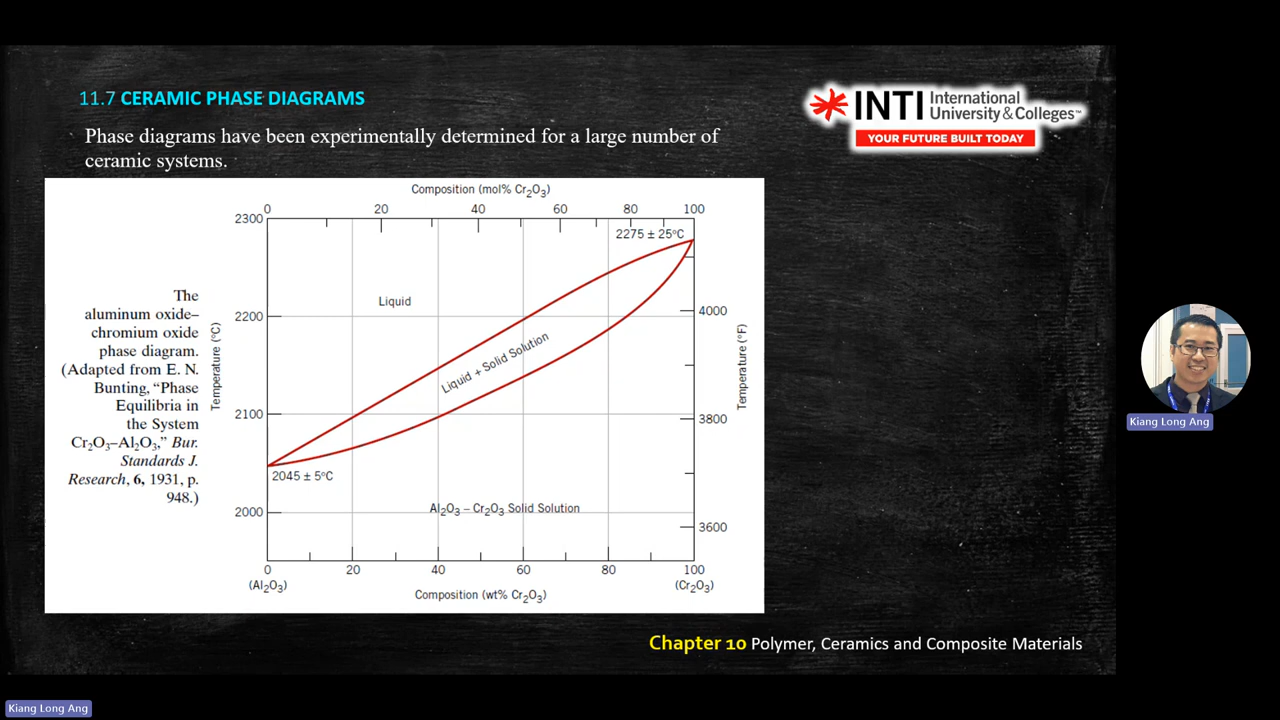 11.7 CERAMIC PHASE DIAGRAMS
INTI International
University & Colleges™
YOUR FUTURE BUILT TODAY
Phase diagrams have been experimentally determined for a large number of
ceramic systems.
The
aluminum oxide–
chromium oxide
phase diagram.
(Adapted from E. N.
Bunting, “Phase
Equilibria in
the System
Cr₂O₃–Al₂O₃,” Bur.
Standards J.
Research, 6, 1931, p.
948.)
Composition (mol% Cr₂O₃)
0 20 40 60 80 100
2300
2275 ± 25°C
Liquid
2200
4000
Temperature (°C)
Liquid + Solid Solution
Temperature (°F)
2100
3800
2045 ± 5°C
2000
Al₂O₃ – Cr₂O₃ Solid Solution
3600
0 20 40 60 80 100
(Al₂O₃) (Cr₂O₃)
Composition (wt% Cr₂O₃)
Chapter 10 Polymer, Ceramics and Composite Materials
Kiang Long Ang
Kiang Long Ang